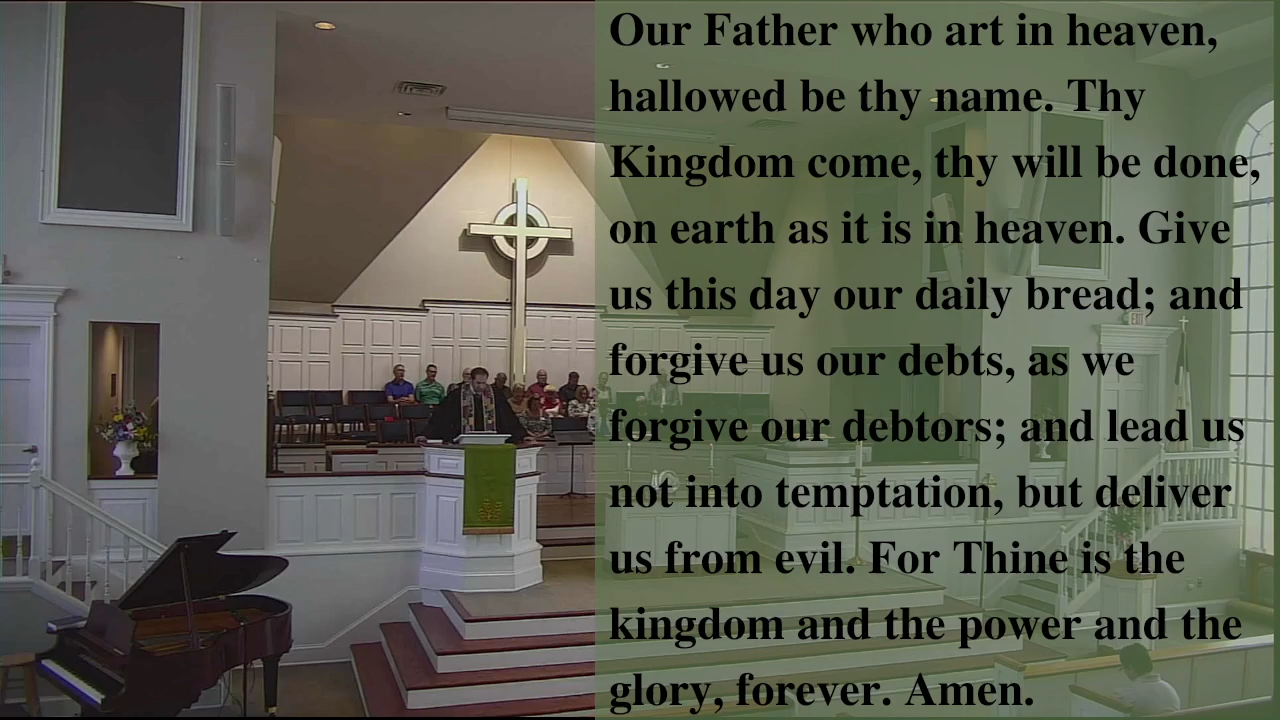 Our Father who art in heaven,
hallowed be thy name. Thy
Kingdom come, thy will be done,
on earth as it is in heaven. Give
us this day our daily bread; and
forgive us our debts, as we
forgive our debtors; and lead us
not into temptation, but deliver
us from evil. For Thine is the
kingdom and the power and the
glory, forever. Amen.